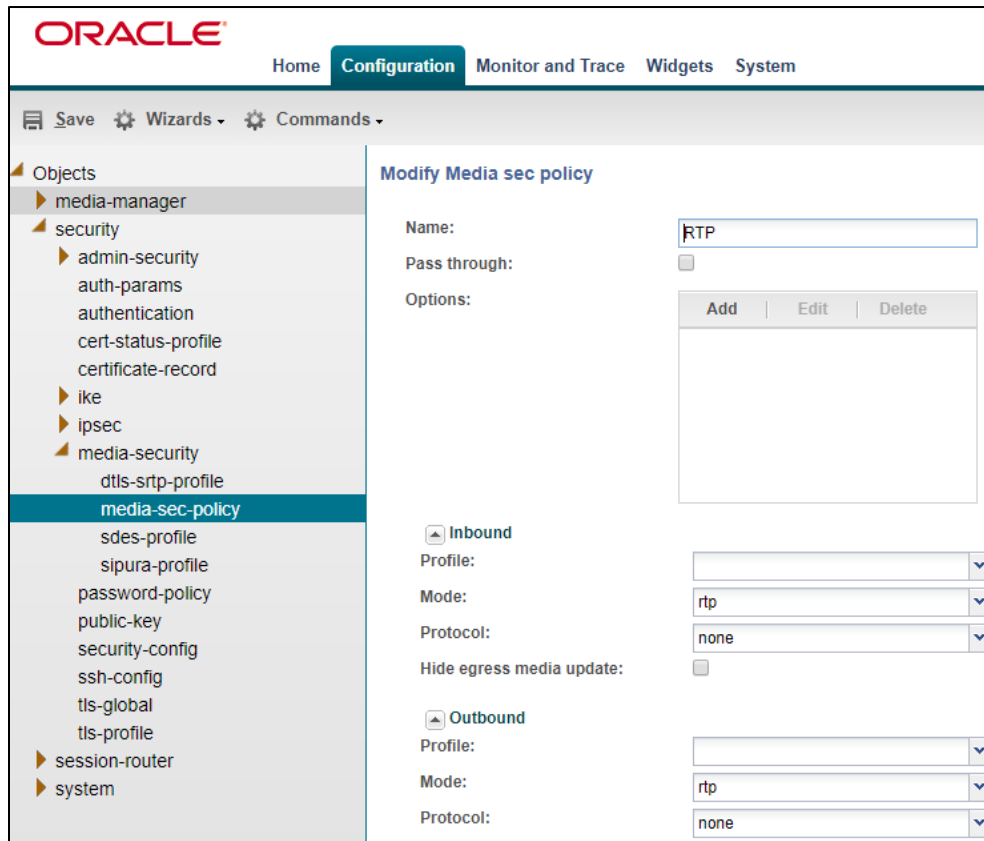 ORACLE
Home Configuration Monitor and Trace Widgets System
Save Wizards Commands
Objects
media-manager
security
admin-security
auth-params
authentication
cert-status-profile
certificate-record
ike
ipsec
media-security
dtls-srtp-profile
media-sec-policy
sdes-profile
sipura-profile
password-policy
public-key
security-config
ssh-config
tls-global
tls-profile
session-router
system
Modify Media sec policy
Name: RTP
Pass through:
Options:
Add Edit Delete
Inbound
Profile:
Mode: rtp
Protocol: none
Hide egress media update:
Outbound
Profile:
Mode: rtp
Protocol: none